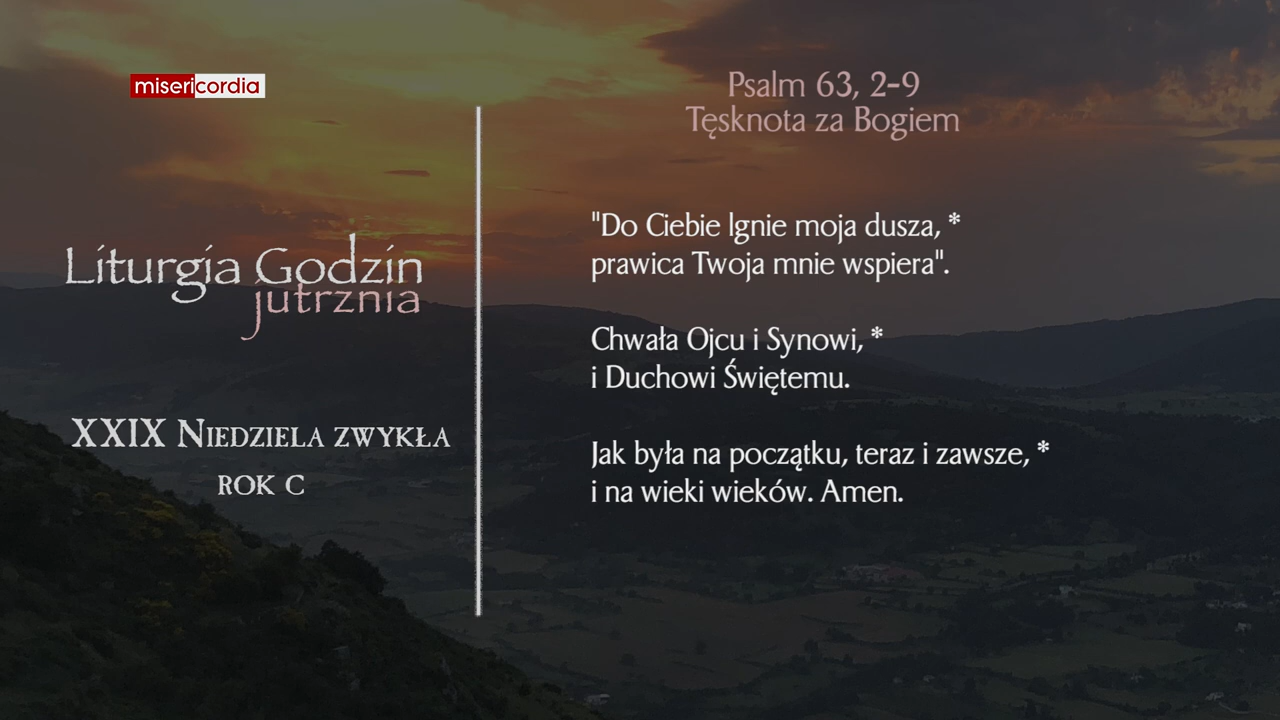 misericordia
Liturgia Godzin
jutrznia
XXIX Niedziela zwykła
rok C
Psalm 63, 2-9
Tęsknota za Bogiem
"Do Ciebie lgnie moja dusza, *
prawica Twoja mnie wspiera".
Chwała Ojcu i Synowi, *
i Duchowi Świętemu.
Jak była na początku, teraz i zawsze, *
i na wieki wieków. Amen.